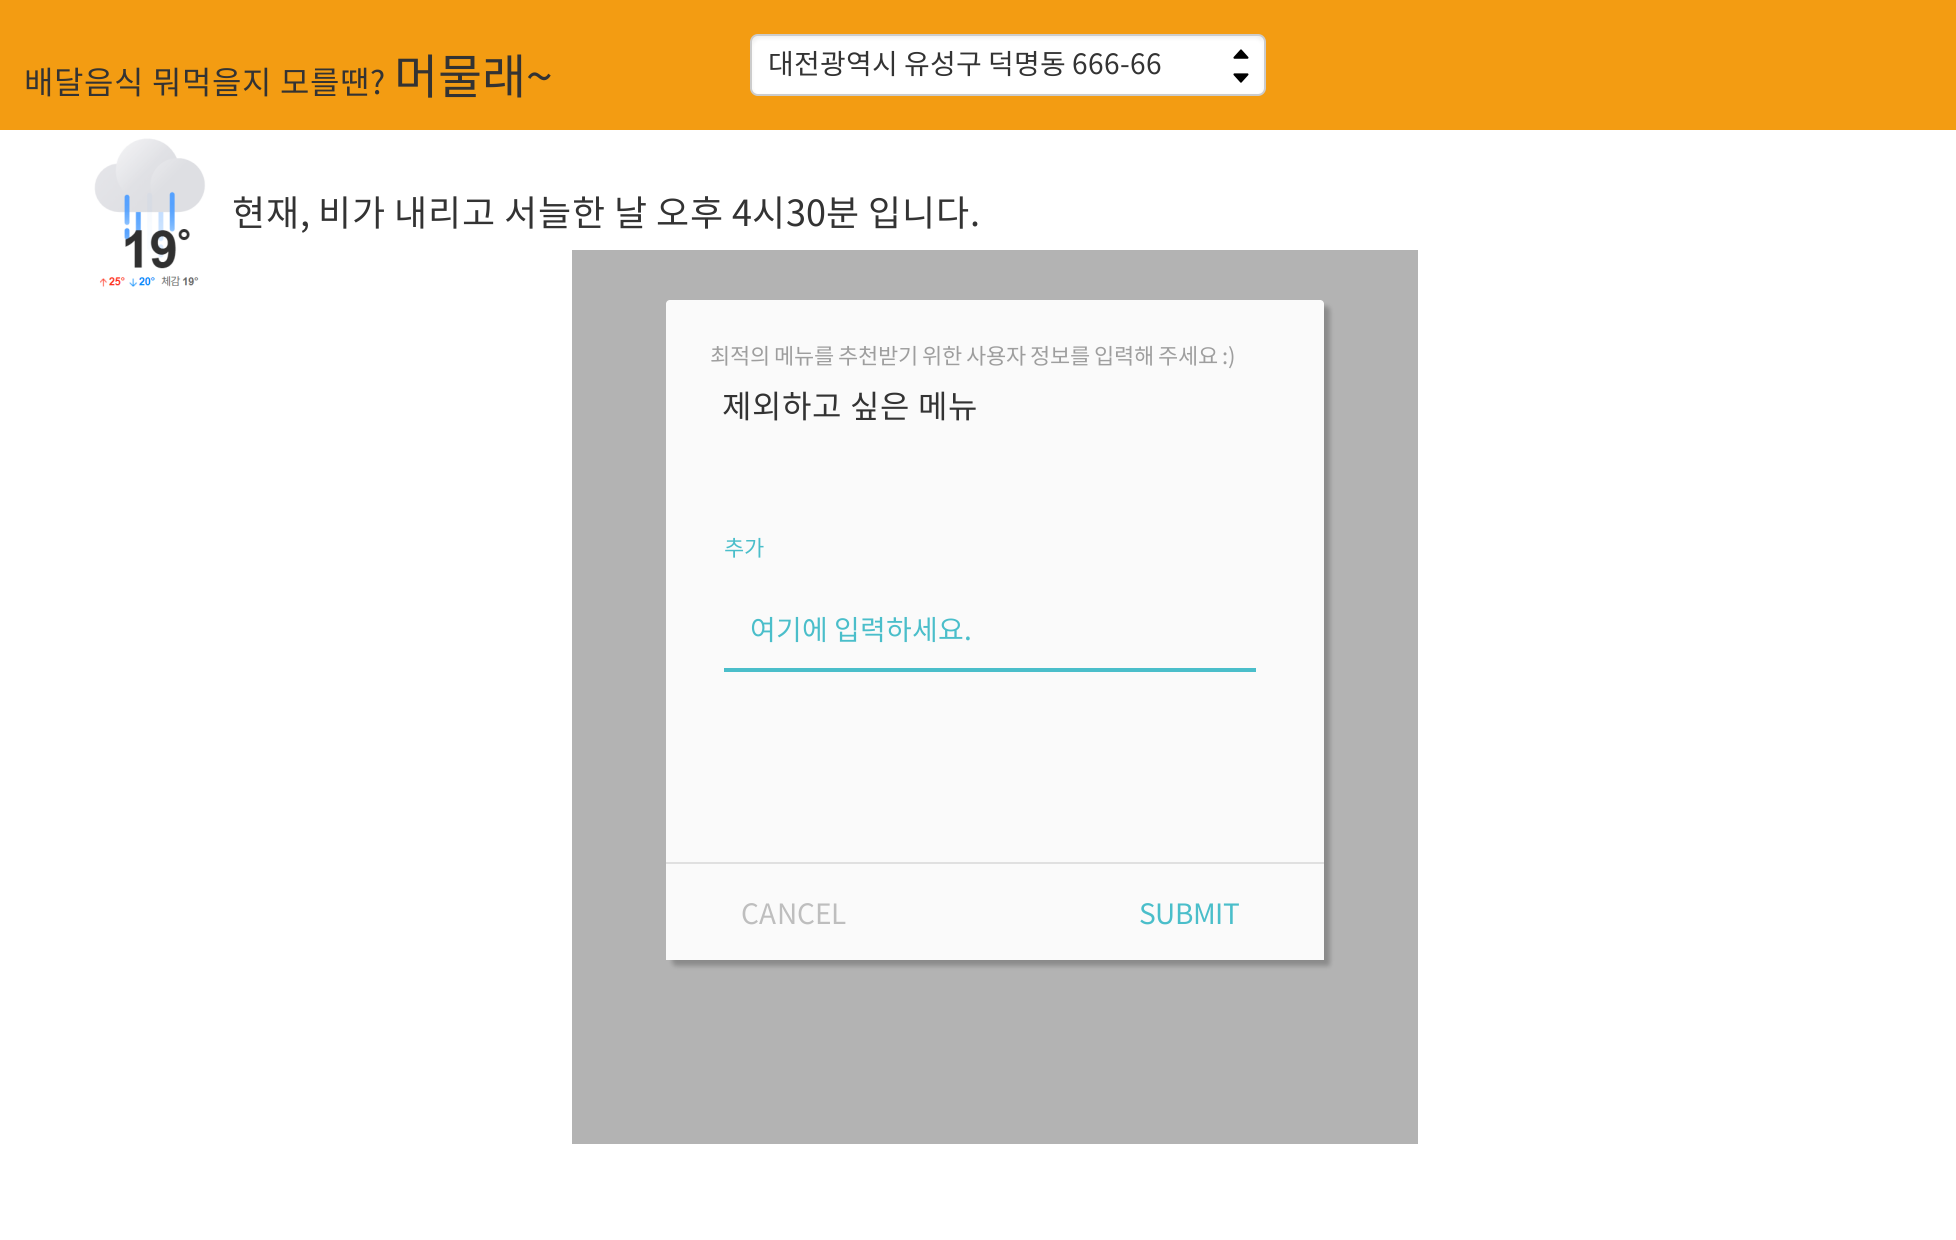 배달음식 뭐먹을지 모를땐? 머물래~
대전광역시 유성구 덕명동 666-66
현재, 비가 내리고 서늘한 날 오후 4시30분 입니다.
19°
↑25° ↓20° 체감 19°
최적의 메뉴를 추천받기 위한 사용자 정보를 입력해 주세요 :)
제외하고 싶은 메뉴
추가
여기에 입력하세요.
CANCEL SUBMIT